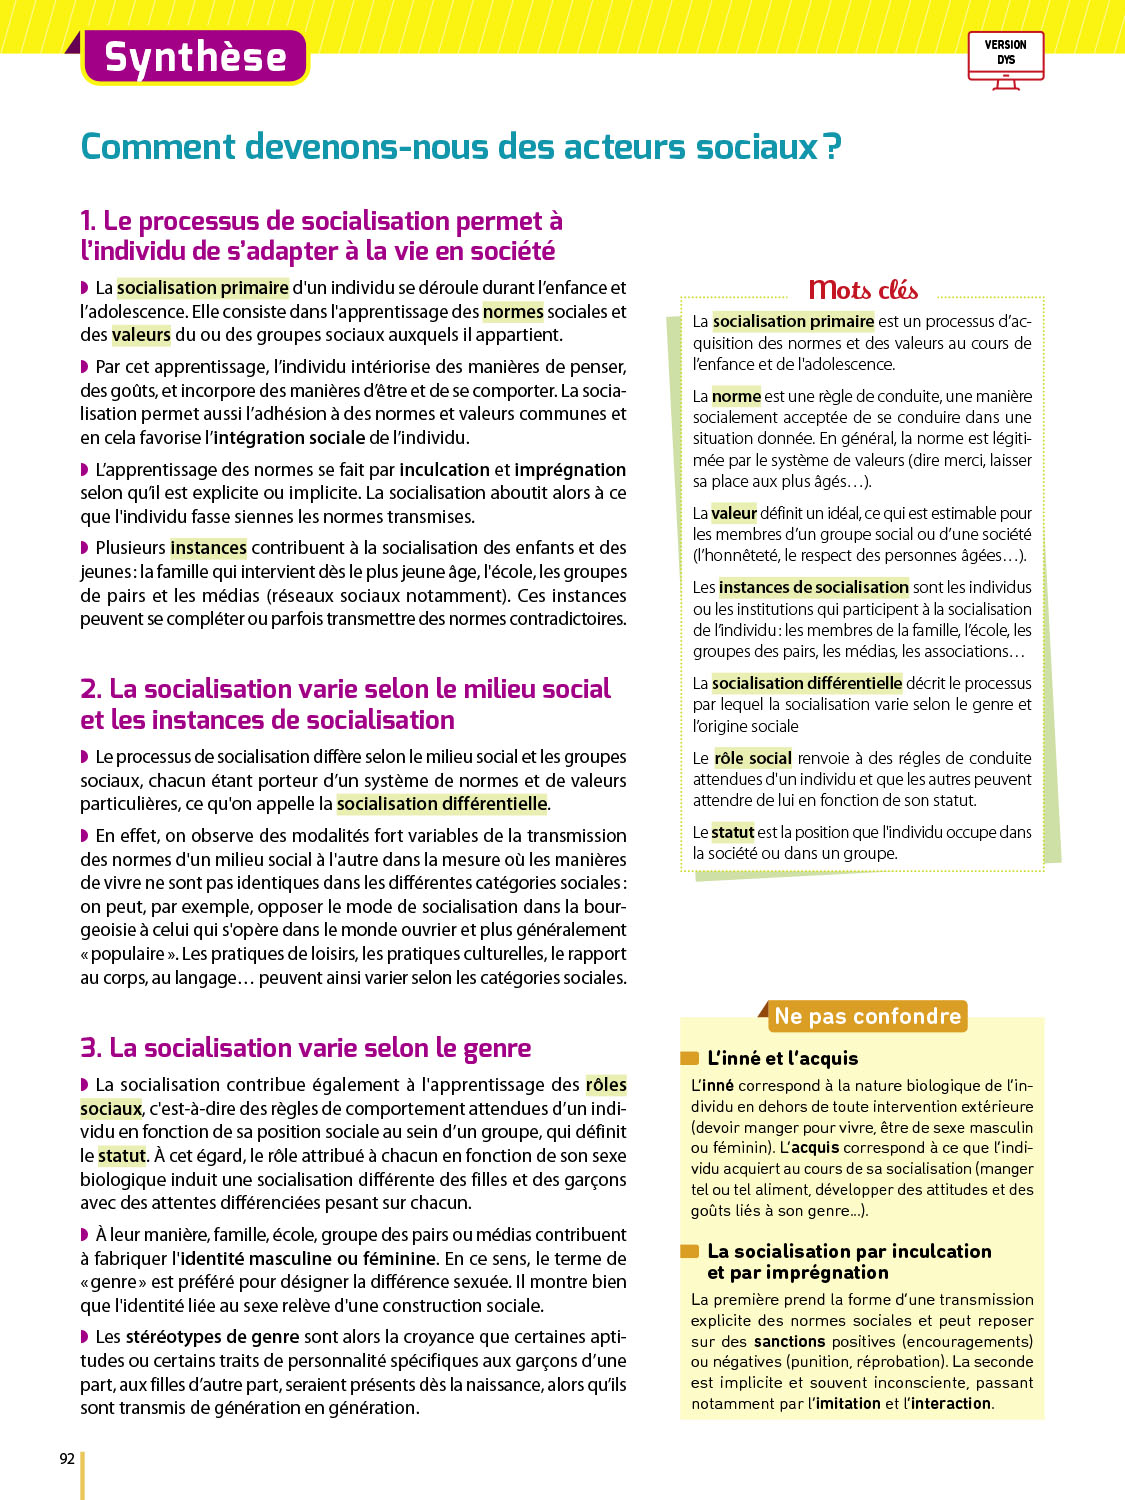 Synthèse
VERSION
DYS
Comment devenons-nous des acteurs sociaux ?
1. Le processus de socialisation permet à
l’individu de s’adapter à la vie en société
◗ La socialisation primaire d'un individu se déroule durant l’enfance et
l’adolescence. Elle consiste dans l'apprentissage des normes sociales et
des valeurs du ou des groupes sociaux auxquels il appartient.
◗ Par cet apprentissage, l’individu intériorise des manières de penser,
des goûts, et incorpore des manières d’être et de se comporter. La socia-
lisation permet aussi l’adhésion à des normes et valeurs communes et
en cela favorise l’intégration sociale de l’individu.
◗ L’apprentissage des normes se fait par inculcation et imprégnation
selon qu’il est explicite ou implicite. La socialisation aboutit alors à ce
que l'individu fasse siennes les normes transmises.
◗ Plusieurs instances contribuent à la socialisation des enfants et des
jeunes : la famille qui intervient dès le plus jeune âge, l'école, les groupes
de pairs et les médias (réseaux sociaux notamment). Ces instances
peuvent se compléter ou parfois transmettre des normes contradictoires.
2. La socialisation varie selon le milieu social
et les instances de socialisation
◗ Le processus de socialisation diffère selon le milieu social et les groupes
sociaux, chacun étant porteur d’un système de normes et de valeurs
particulières, ce qu'on appelle la socialisation différentielle.
◗ En effet, on observe des modalités fort variables de la transmission
des normes d'un milieu social à l'autre dans la mesure où les manières
de vivre ne sont pas identiques dans les différentes catégories sociales :
on peut, par exemple, opposer le mode de socialisation dans la bour-
geoisie à celui qui s'opère dans le monde ouvrier et plus généralement
« populaire ». Les pratiques de loisirs, les pratiques culturelles, le rapport
au corps, au langage… peuvent ainsi varier selon les catégories sociales.
3. La socialisation varie selon le genre
◗ La socialisation contribue également à l'apprentissage des rôles
sociaux, c'est-à-dire des règles de comportement attendues d’un indi-
vidu en fonction de sa position sociale au sein d’un groupe, qui définit
le statut. À cet égard, le rôle attribué à chacun en fonction de son sexe
biologique induit une socialisation différente des filles et des garçons
avec des attentes différenciées pesant sur chacun.
◗ À leur manière, famille, école, groupe des pairs ou médias contribuent
à fabriquer l'identité masculine ou féminine. En ce sens, le terme de
« genre » est préféré pour désigner la différence sexuée. Il montre bien
que l'identité liée au sexe relève d'une construction sociale.
◗ Les stéréotypes de genre sont alors la croyance que certaines apti-
tudes ou certains traits de personnalité spécifiques aux garçons d’une
part, aux filles d’autre part, seraient présents dès la naissance, alors qu’ils
sont transmis de génération en génération.
Mots clés
La socialisation primaire est un processus d’ac-
quisition des normes et des valeurs au cours de
l’enfance et de l'adolescence.
La norme est une règle de conduite, une manière
socialement acceptée de se conduire dans une
situation donnée. En général, la norme est légiti-
mée par le système de valeurs (dire merci, laisser
sa place aux plus âgés…).
La valeur définit un idéal, ce qui est estimable pour
les membres d’un groupe social ou d’une société
(l’honnêteté, le respect des personnes âgées…).
Les instances de socialisation sont les individus
ou les institutions qui participent à la socialisation
de l’individu : les membres de la famille, l’école, les
groupes des pairs, les médias, les associations…
La socialisation différentielle décrit le processus
par lequel la socialisation varie selon le genre et
l’origine sociale
Le rôle social renvoie à des régles de conduite
attendues d'un individu et que les autres peuvent
attendre de lui en fonction de son statut.
Le statut est la position que l'individu occupe dans
la société ou dans un groupe.
Ne pas confondre
L’inné et l’acquis
L’inné correspond à la nature biologique de l’in-
dividu en dehors de toute intervention extérieure
(devoir manger pour vivre, être de sexe masculin
ou féminin). L’acquis correspond à ce que l’indi-
vidu acquiert au cours de sa socialisation (manger
tel ou tel aliment, développer des attitudes et des
goûts liés à son genre...).
La socialisation par inculcation
et par imprégnation
La première prend la forme d’une transmission
explicite des normes sociales et peut reposer
sur des sanctions positives (encouragements)
ou négatives (punition, réprobation). La seconde
est implicite et souvent inconsciente, passant
notamment par l’imitation et l’interaction.
92